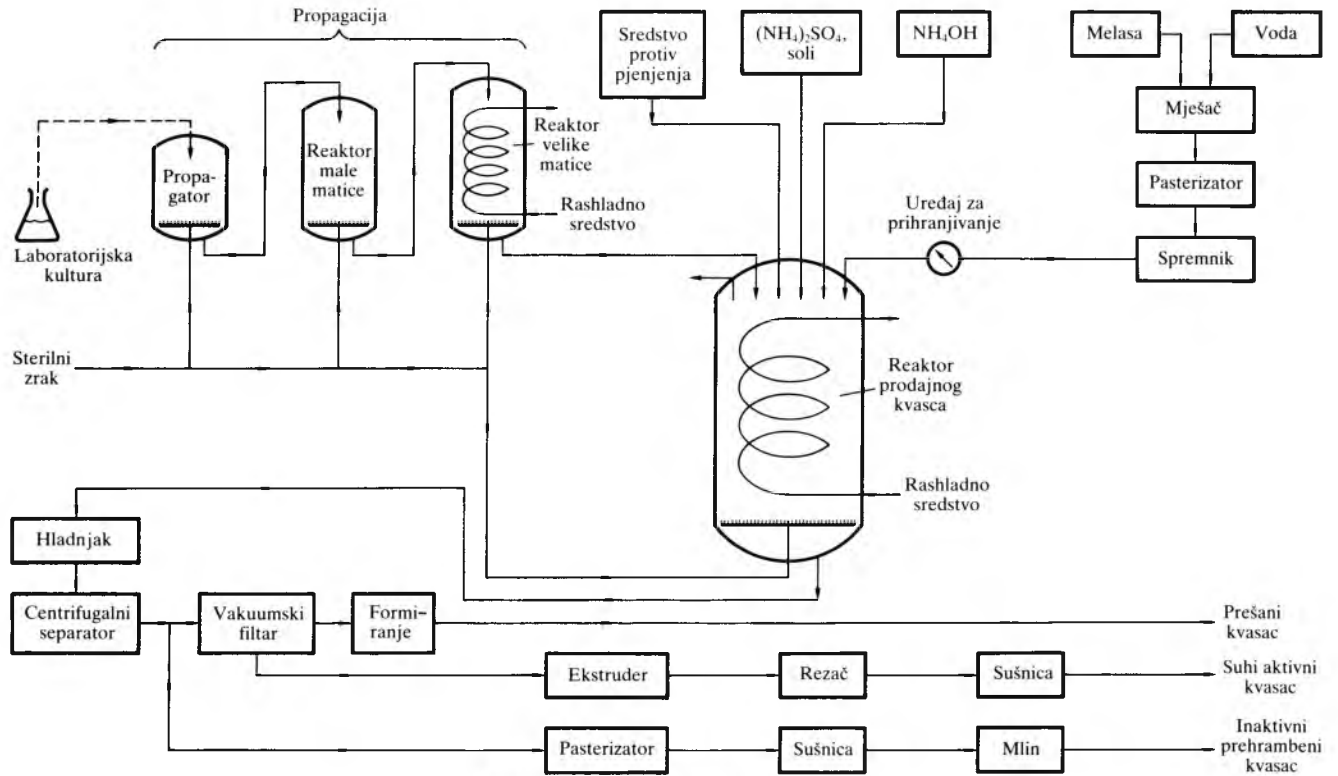 Propagacija
Sredstvo
protiv
pjenjenja
(NH₄)₂SO₄,
soli
NH₄OH
Melasa
Voda
Mješač
Pasterizator
Spremnik
Uređaj za
prihranjivanje
Propa-
gator
Reaktor
male
matice
Reaktor
velike
matice
Rashladno
sredstvo
Laboratorijska
kultura
Sterilni
zrak
Reaktor
prodajnog
kvasca
Rashladno
sredstvo
Hladnjak
Centrifugalni
separator
Vakuumski
filtar
Formi-
ranje
Prešani
kvasac
Ekstruder
Rezač
Sušnica
Suhi aktivni
kvasac
Pasterizator
Sušnica
Mlin
Inaktivni
prehrambeni
kvasac